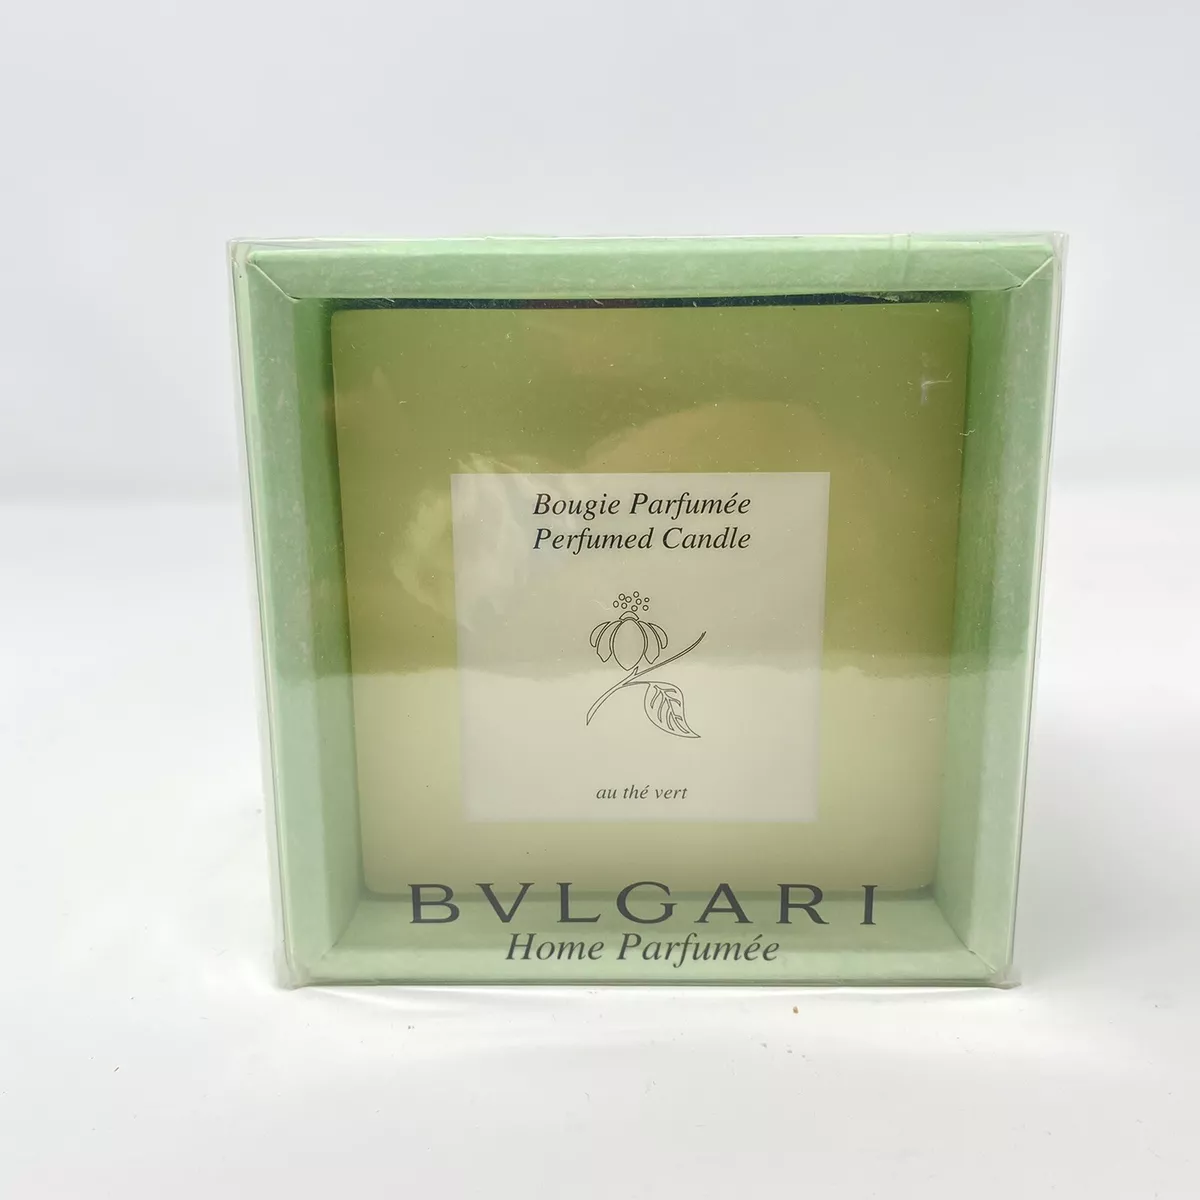 Bougie Parfumée
Perfumed Candle
au thé vert
BVLGARI
Home Parfumée